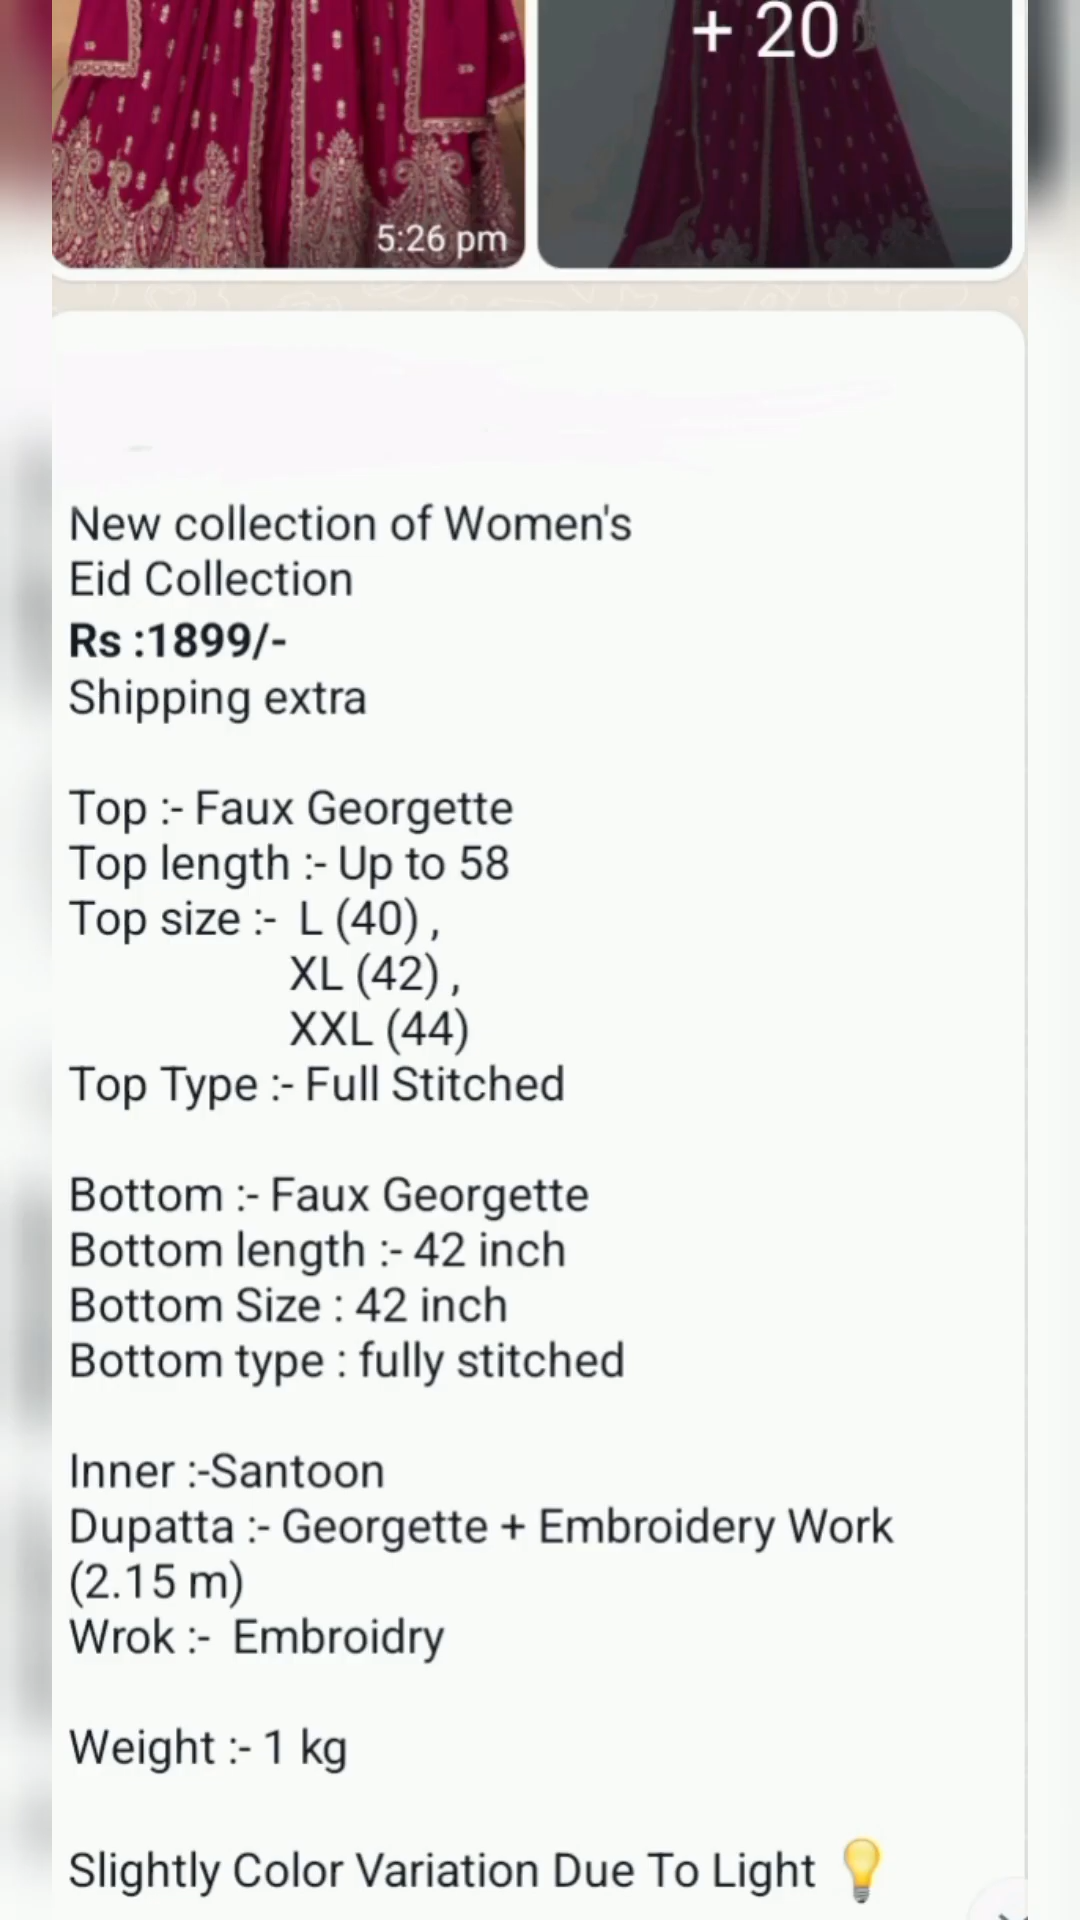 + 20
5:26 pm
New collection of Women's
Eid Collection
Rs :1899/-
Shipping extra
Top :- Faux Georgette
Top length :- Up to 58
Top size :-  L (40) ,
XL (42) ,
XXL (44)
Top Type :- Full Stitched
Bottom :- Faux Georgette
Bottom length :- 42 inch
Bottom Size : 42 inch
Bottom type : fully stitched
Inner :-Santoon
Dupatta :- Georgette + Embroidery Work
(2.15 m)
Wrok :-  Embroidry
Weight :- 1 kg
Slightly Color Variation Due To Light 💡